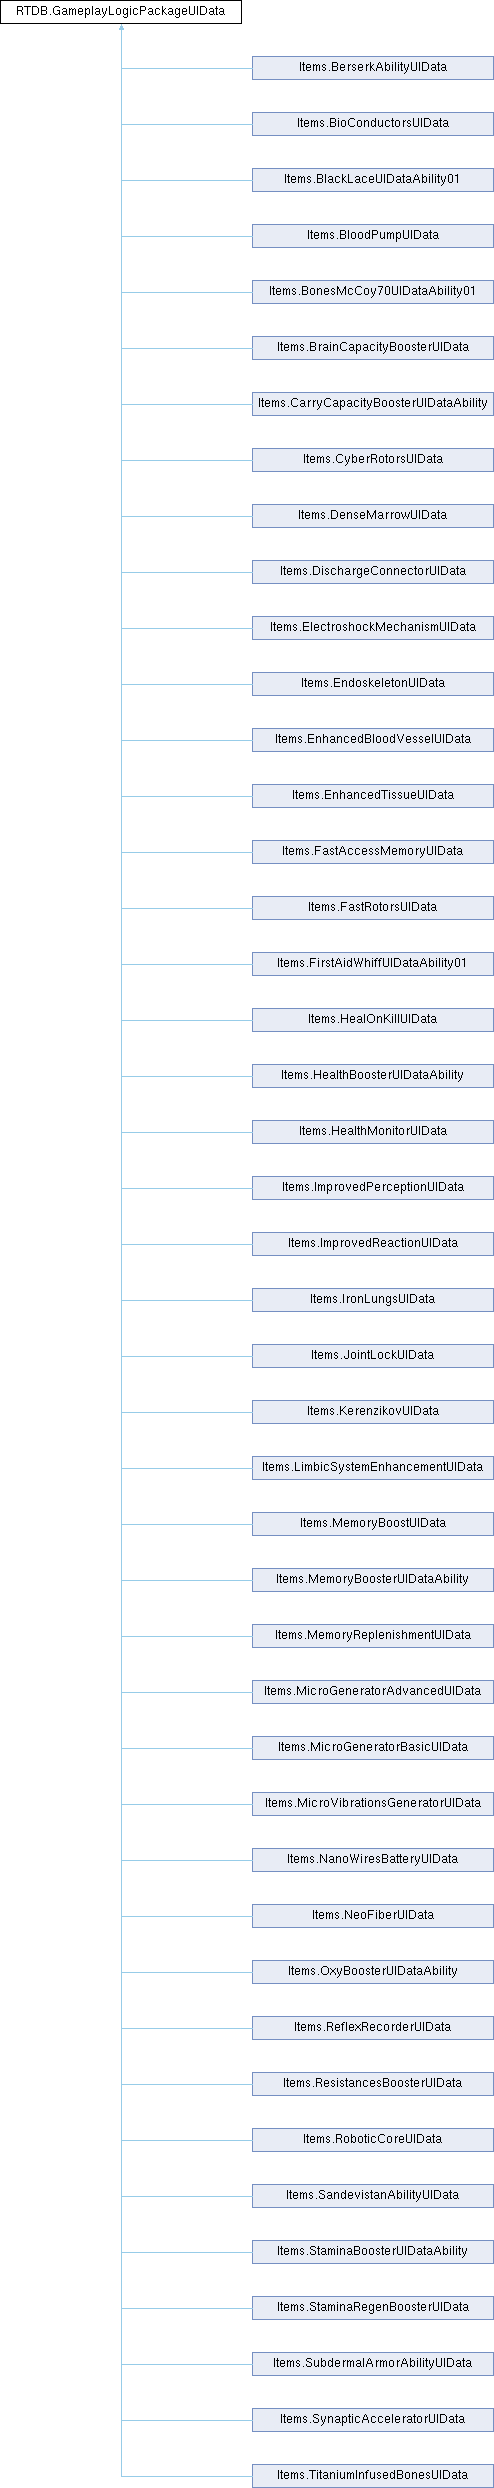 RTDB.GameplayLogicPackageUIData
Items.BerserkAbilityUIData
Items.BioConductorsUIData
Items.BlackLaceUIDataAbility01
Items.BloodPumpUIData
Items.BonesMcCoy70UIDataAbility01
Items.BrainCapacityBoosterUIData
Items.CarryCapacityBoosterUIDataAbility
Items.CyberRotorsUIData
Items.DenseMarrowUIData
Items.DischargeConnectorUIData
Items.ElectroshockMechanismUIData
Items.EndoskeletonUIData
Items.EnhancedBloodVesselUIData
Items.EnhancedTissueUIData
Items.FastAccessMemoryUIData
Items.FastRotorsUIData
Items.FirstAidWhiffUIDataAbility01
Items.HealOnKillUIData
Items.HealthBoosterUIDataAbility
Items.HealthMonitorUIData
Items.ImprovedPerceptionUIData
Items.ImprovedReactionUIData
Items.IronLungsUIData
Items.JointLockUIData
Items.KerenzikovUIData
Items.LimbicSystemEnhancementUIData
Items.MemoryBoostUIData
Items.MemoryBoosterUIDataAbility
Items.MemoryReplenishmentUIData
Items.MicroGeneratorAdvancedUIData
Items.MicroGeneratorBasicUIData
Items.MicroVibrationsGeneratorUIData
Items.NanoWiresBatteryUIData
Items.NeoFiberUIData
Items.OxyBoosterUIDataAbility
Items.ReflexRecorderUIData
Items.ResistancesBoosterUIData
Items.RoboticCoreUIData
Items.SandevistanAbilityUIData
Items.StaminaBoosterUIDataAbility
Items.StaminaRegenBoosterUIData
Items.SubdermalArmorAbilityUIData
Items.SynapticAcceleratorUIData
Items.TitaniumInfusedBonesUIData